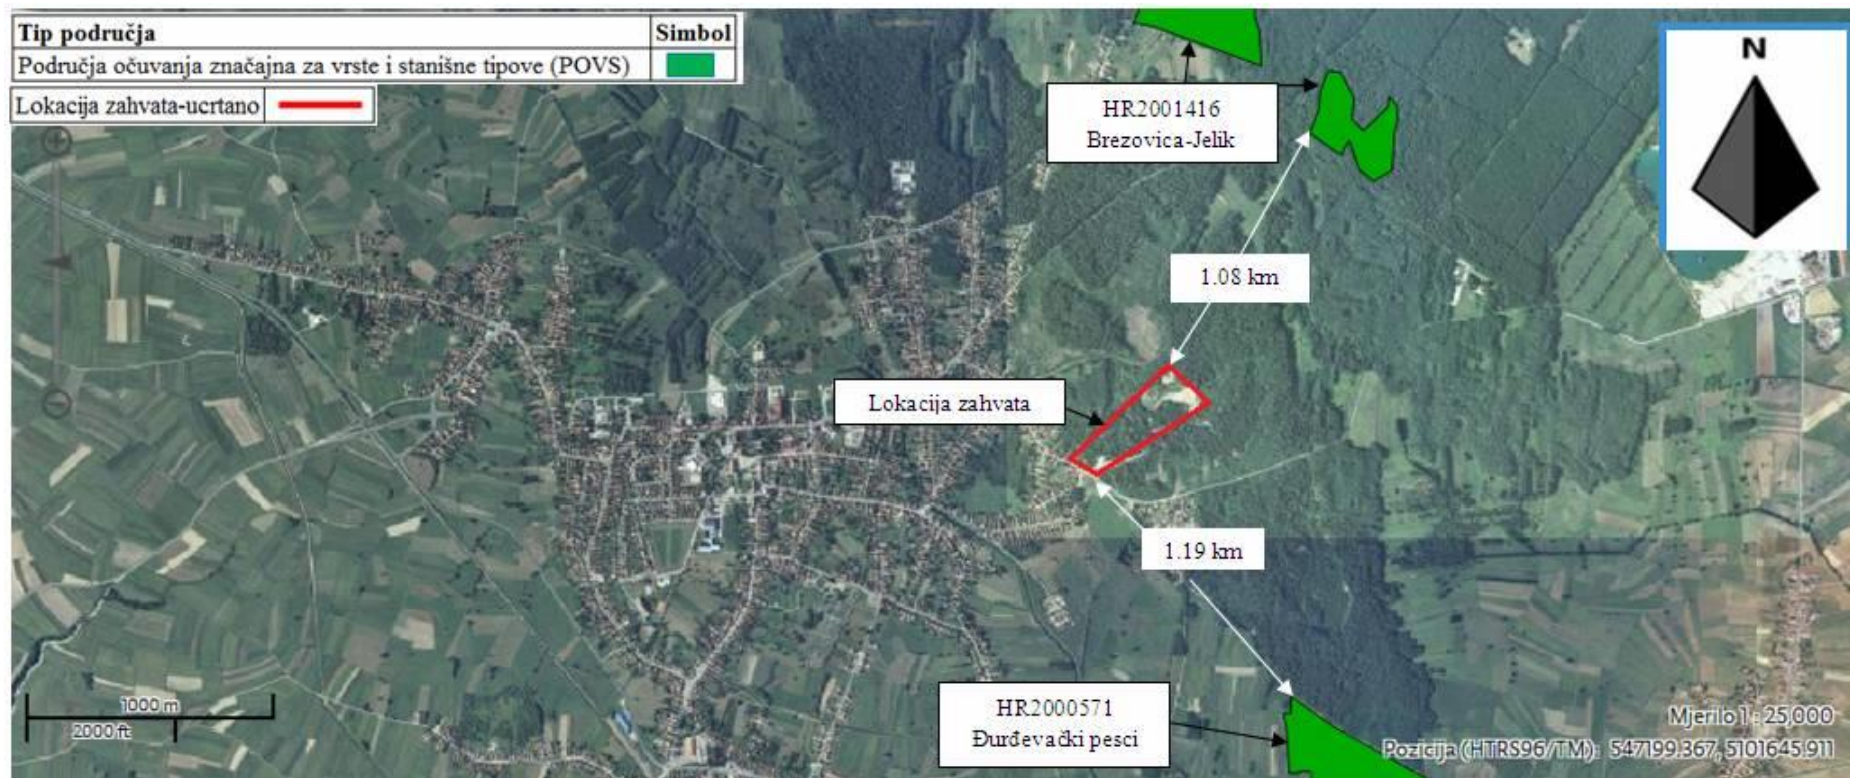 Tip područja
Simbol
Područja očuvanja značajna za vrste i stanišne tipove (POVS)
Lokacija zahvata-ucrtano
N
HR2001416
Brezovica-Jelik
1.08 km
Lokacija zahvata
1.19 km
HR2000571
Đurđevački pesci
1000 m
2000 ft
Mjerilo 1 : 25,000
Pozicija (HTRS96/TM): 547199.367, 5101645.911